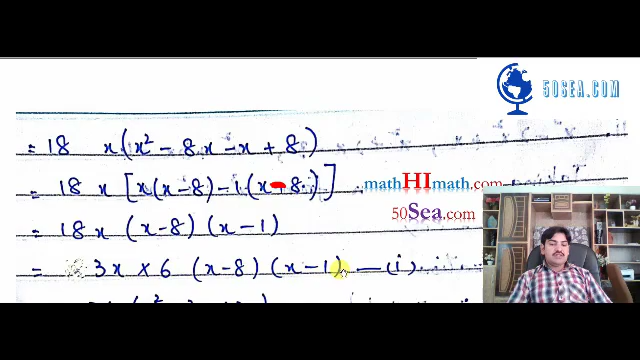 50SEA.COM
= 18 x(x² - 8x - x + 8)
= 18 x [x(x-8) - 1(x-8)]
mathHImath.com
= 18x (x-8) (x-1)
50Sea.com
= 3x × 6 (x-8) (x-1) — (i)